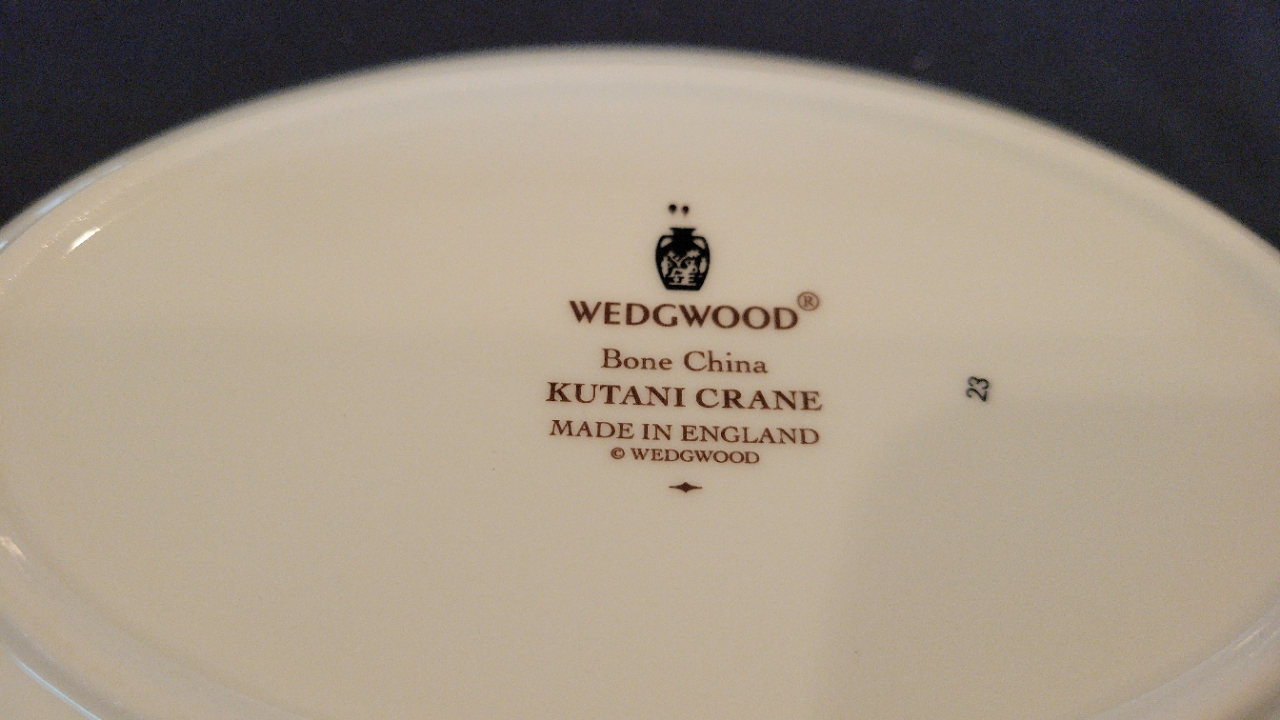 WEDGWOOD®
Bone China
KUTANI CRANE
MADE IN ENGLAND
© WEDGWOOD
23